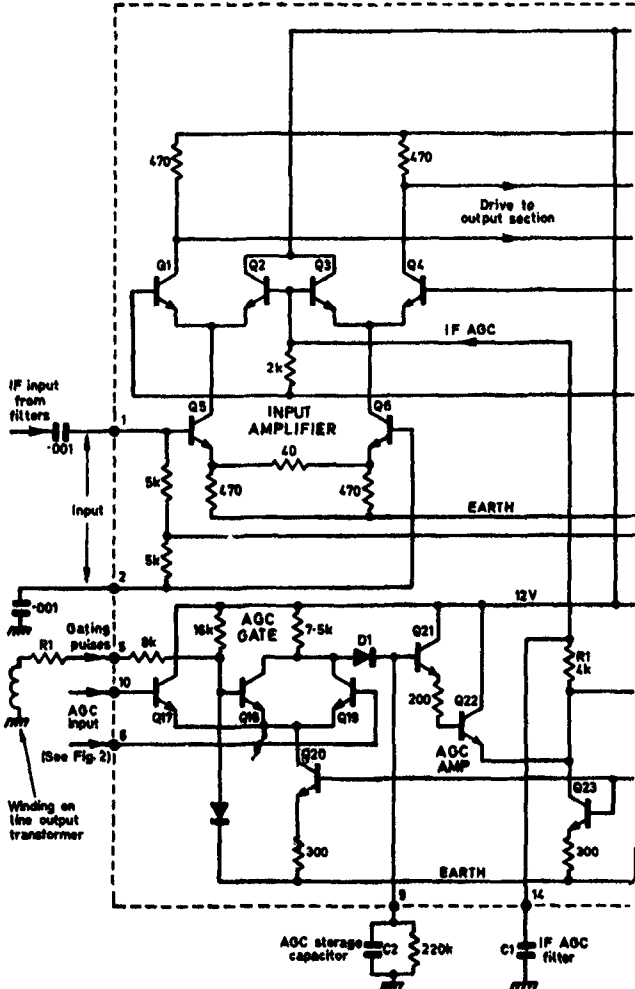 470
470
Drive to
output section
Q1
Q2
Q3
Q4
IF AGC
2k
IF input
from
filters
·001
1
Q5
INPUT
AMPLIFIER
Q6
40
5k
470
470
Input
EARTH
5k
2
·001
12V
Gating
pulses
R1
5
8k
16k
AGC
GATE
7·5k
D1
Q21
R1
4k
10
AGC
Input
Q17
Q18
Q19
200
Q22
6
(See Fig. 2)
Q20
AGC
AMP
Q23
Winding on
line output
transformer
300
300
EARTH
9
14
AGC storage
capacitor
C2
220k
C1
IF AGC
filter